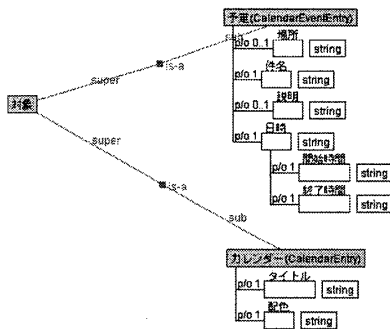 予定(CalendarEventEntry)
sub
p/o 0..1 場所 string
p/o 1 件名 string
p/o 0..1 説明 string
p/o 1 日時 string
p/o 1 開始時間 string
p/o 1 終了時間 string
super
is-a
対象
super
is-a
sub
カレンダー(CalendarEntry)
p/o 1 タイトル string
p/o 1 配色 string